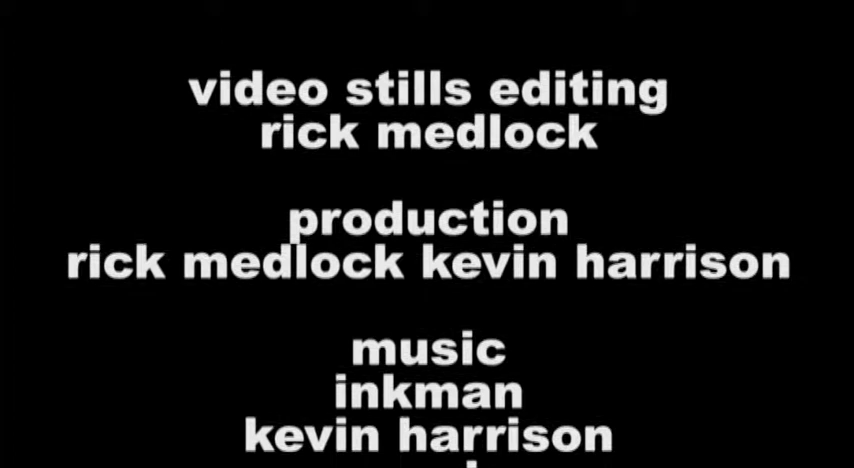 video stills editing
rick medlock
production
rick medlock kevin harrison
music
inkman
kevin harrison